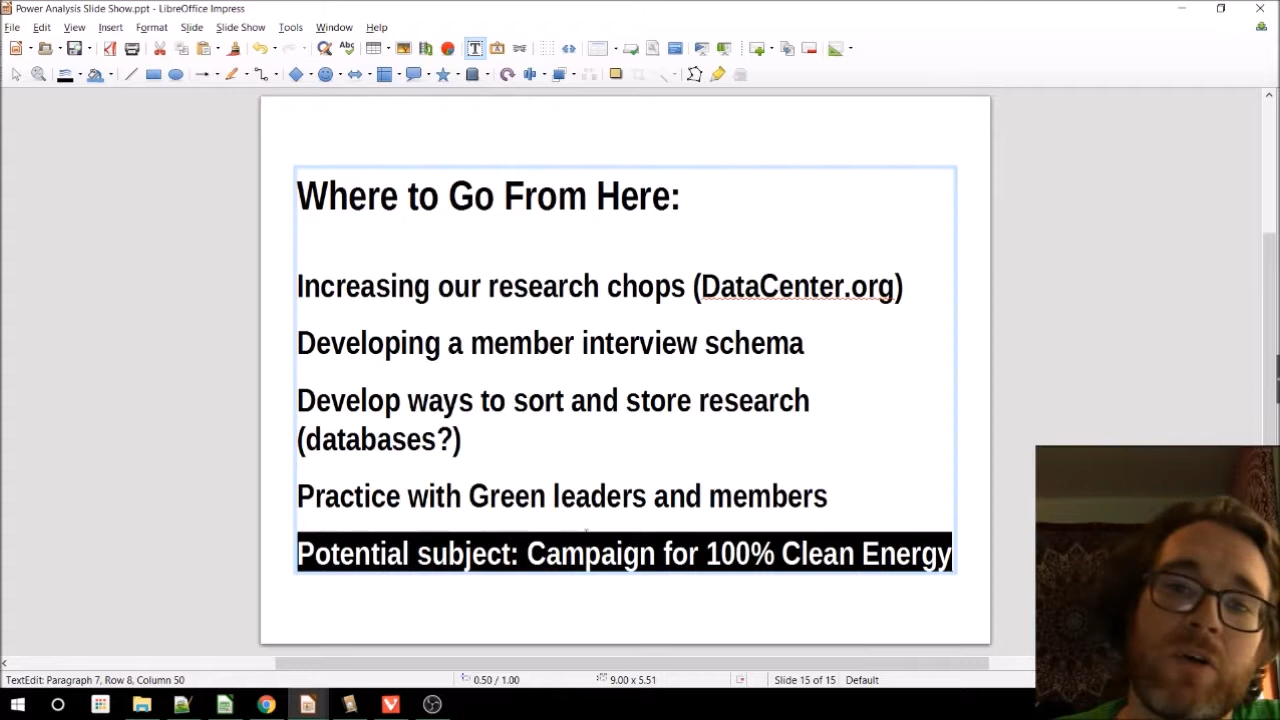 Power Analysis Slide Show.ppt - LibreOffice Impress
File Edit View Insert Format Slide Slide Show Tools Window Help
Where to Go From Here:
Increasing our research chops (DataCenter.org)
Developing a member interview schema
Develop ways to sort and store research
(databases?)
Practice with Green leaders and members
Potential subject: Campaign for 100% Clean Energy
TextEdit: Paragraph 7, Row 8, Column 50 0.50 / 1.00 9.00 x 5.51 Slide 15 of 15 Default